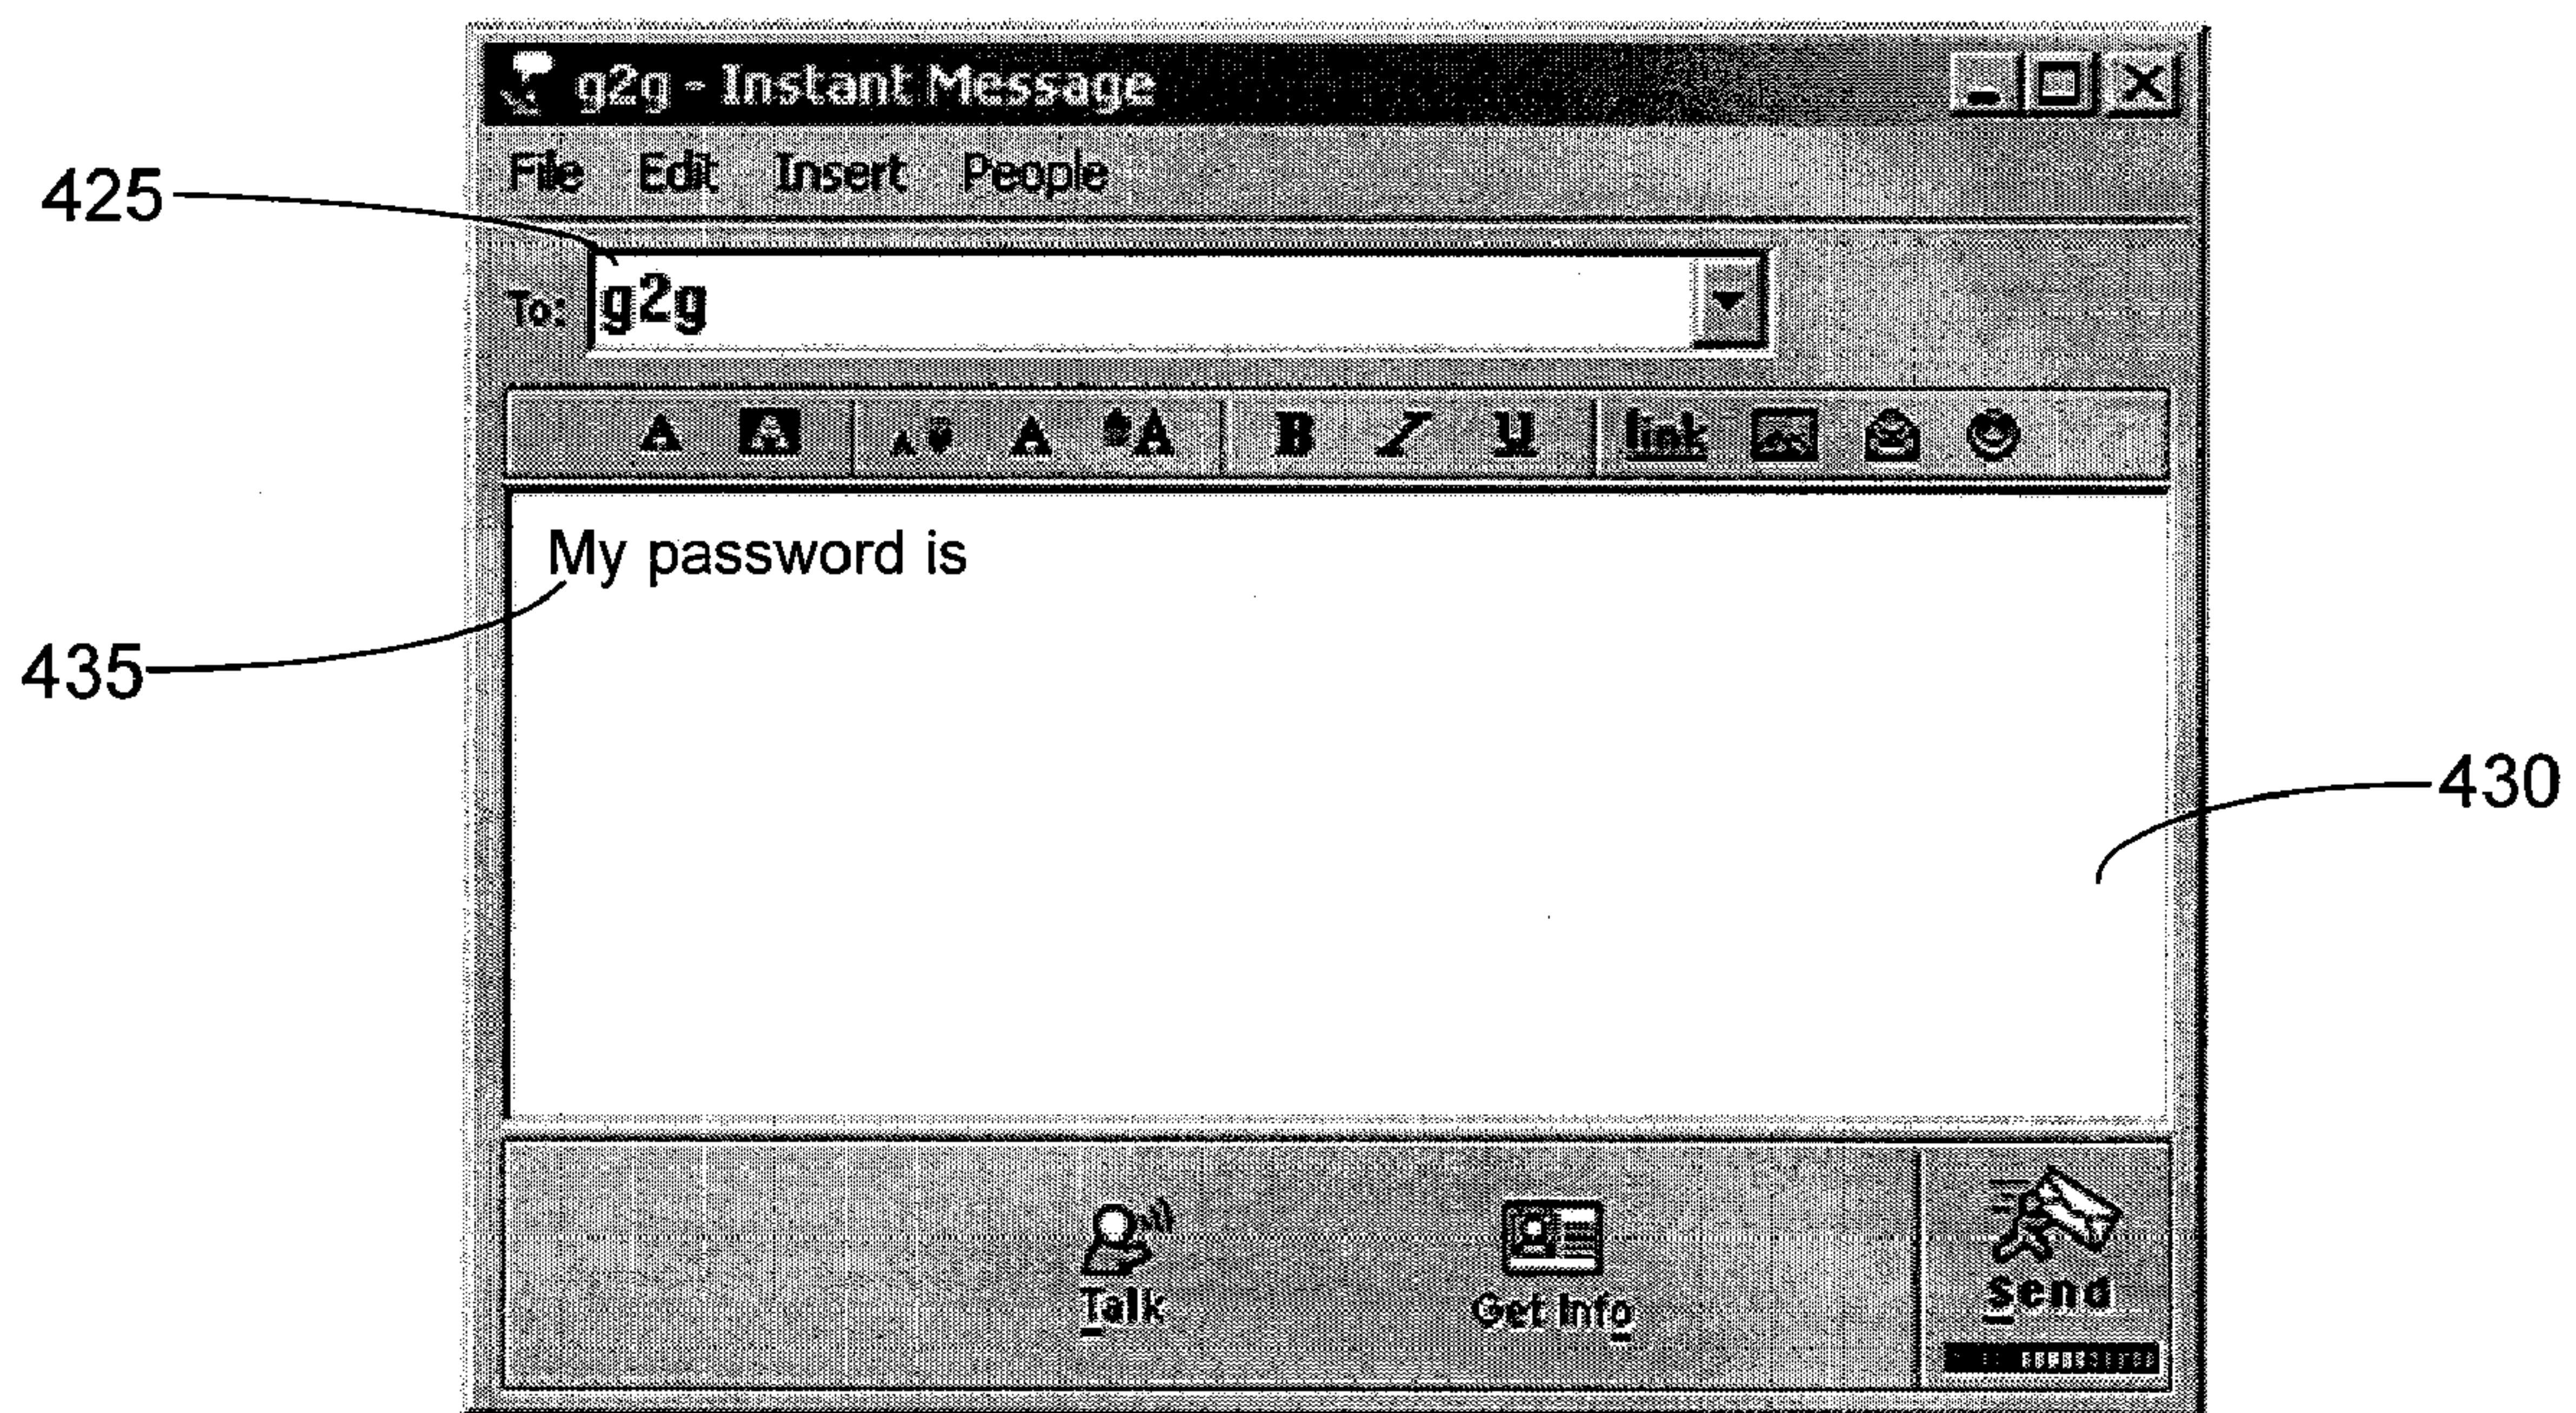 g2g - Instant Message
File Edit Insert People
425
To: g2g
A A A A A B I U link
My password is
435
430
Talk Get Info Send